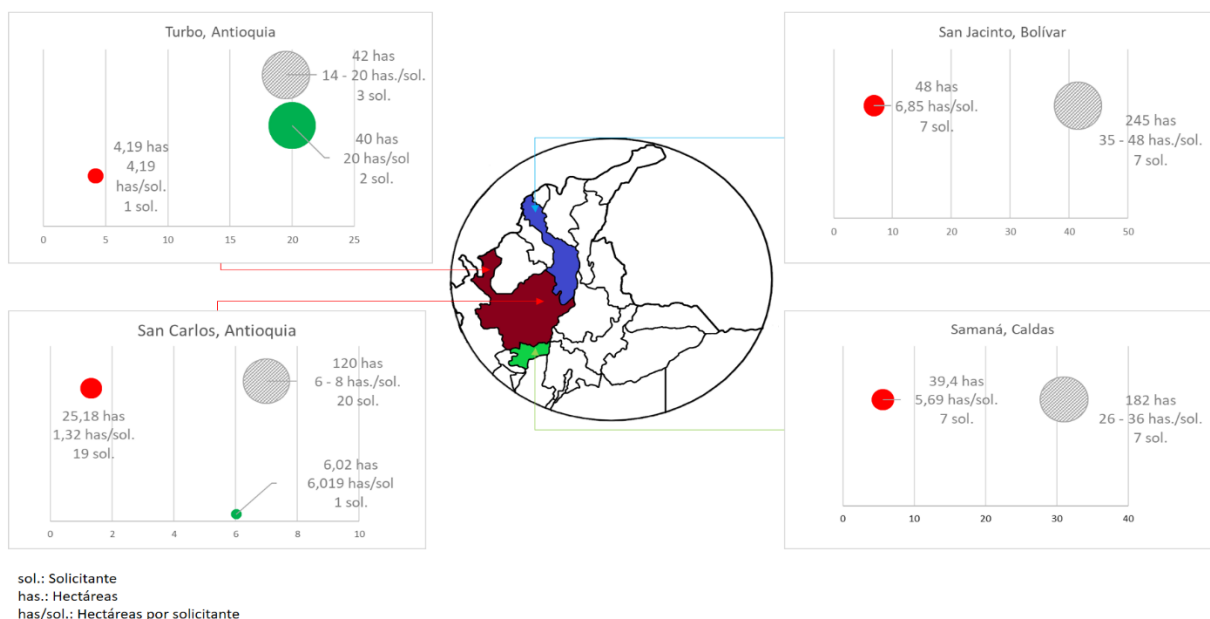 Turbo, Antioquia
42 has
14 - 20 has./sol.
3 sol.
40 has
20 has/sol
2 sol.
4,19 has
4,19
has/sol.
1 sol.
0 5 10 15 20 25
San Jacinto, Bolívar
48 has
6,85 has/sol.
7 sol.
245 has
35 - 48 has./sol.
7 sol.
0 10 20 30 40 50
San Carlos, Antioquia
120 has
6 - 8 has./sol.
20 sol.
25,18 has
1,32 has/sol.
19 sol.
6,02 has
6,019 has/sol
1 sol.
0 2 4 6 8 10
Samaná, Caldas
39,4 has
5,69 has/sol.
7 sol.
182 has
26 - 36 has./sol.
7 sol.
0 10 20 30 40
sol.: Solicitante
has.: Hectáreas
has/sol.: Hectáreas por solicitante